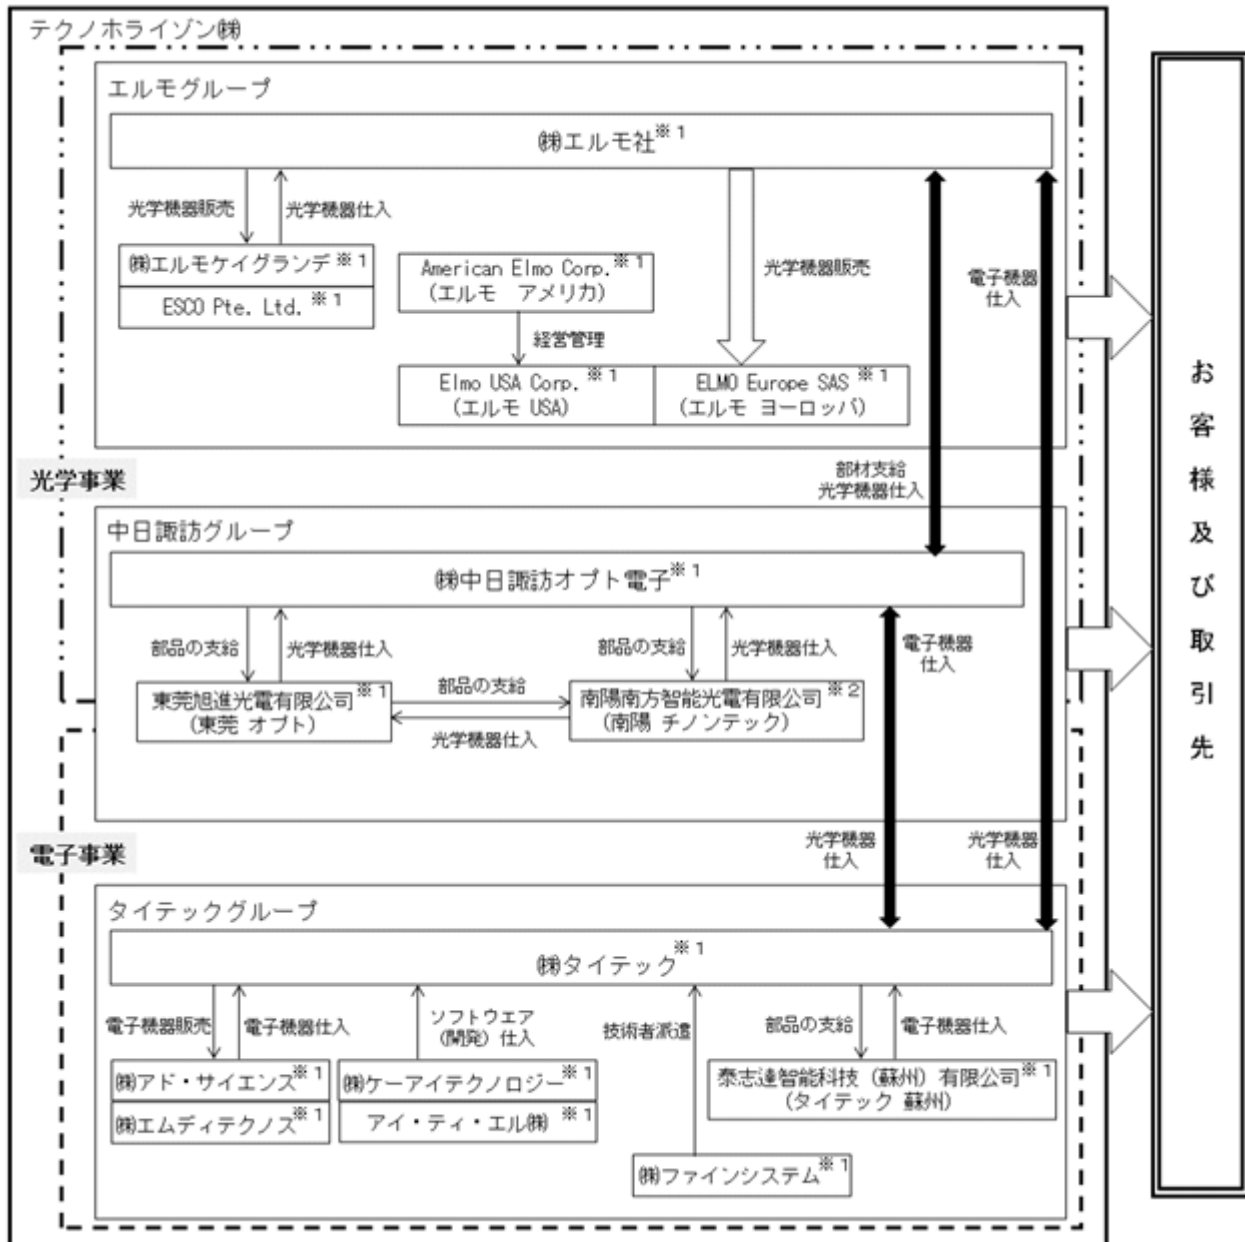 テクノホライゾン㈱
エルモグループ
㈱エルモ社※1
光学機器販売
光学機器仕入
㈱エルモケイグランデ※1
ESCO Pte. Ltd.※1
American Elmo Corp.※1
(エルモ　アメリカ)
経営管理
Elmo USA Corp.※1
(エルモ USA)
ELMO Europe SAS※1
(エルモ ヨーロッパ)
光学機器販売
電子機器
仕入
部材支給
光学機器仕入
光学事業
中日諏訪グループ
㈱中日諏訪オプト電子※1
部品の支給
光学機器仕入
部品の支給
光学機器仕入
電子機器
仕入
東莞旭進光電有限公司※1
(東莞 オプト)
部品の支給
光学機器仕入
南陽南方智能光電有限公司※2
(南陽 チノンテック)
光学機器
仕入
光学機器
仕入
電子事業
タイテックグループ
㈱タイテック※1
電子機器販売
電子機器仕入
ソフトウエア
(開発) 仕入
技術者派遣
部品の支給
電子機器仕入
㈱アド・サイエンス※1
㈱エムディテクノス※1
㈱ケーアイテクノロジー※1
アイ・ティ・エル㈱ ※1
泰志達智能科技 (蘇州) 有限公司※1
(タイテック 蘇州)
㈱ファインシステム※1
お客様及び取引先